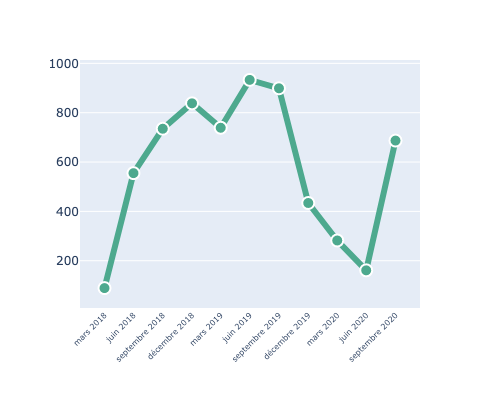 1000
800
600
400
200
mars 2018
juin 2018
septembre 2018
décembre 2018
mars 2019
juin 2019
septembre 2019
décembre 2019
mars 2020
juin 2020
septembre 2020